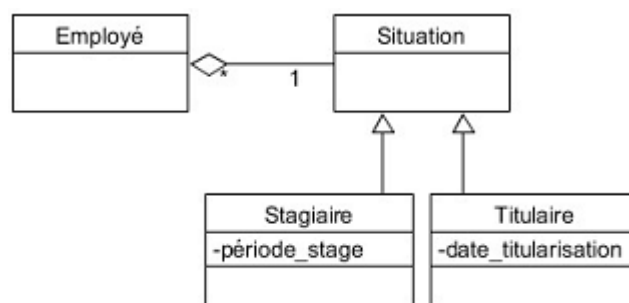 Employé
Situation
*
1
Stagiaire
-période_stage
Titulaire
-date_titularisation